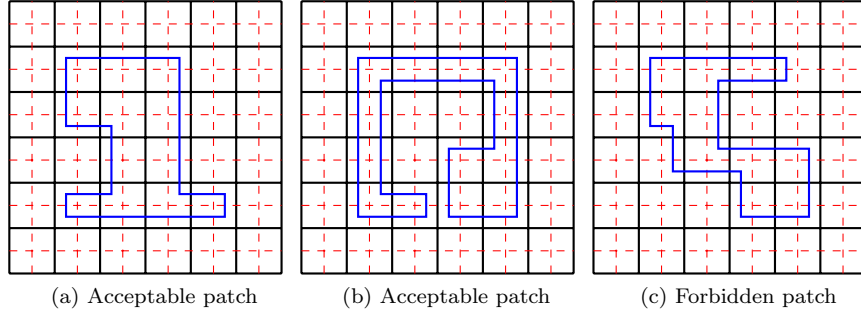 (a) Acceptable patch
(b) Acceptable patch
(c) Forbidden patch